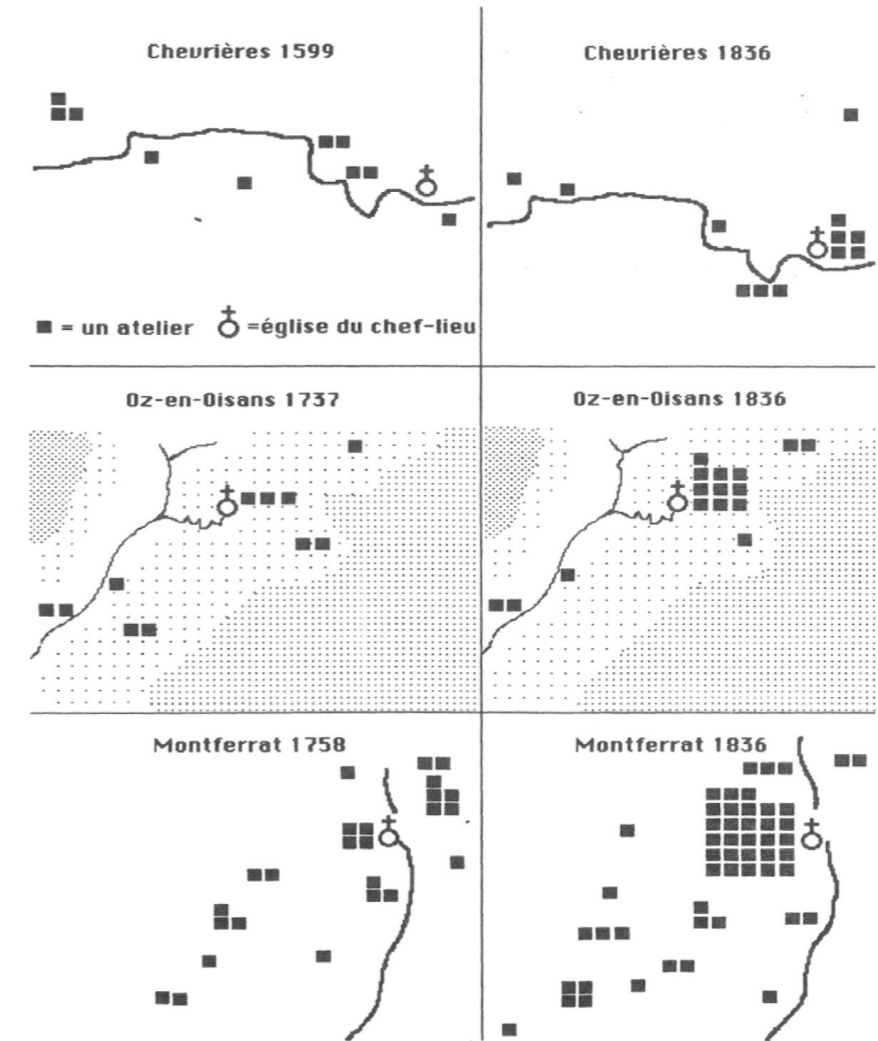 Chevrières 1599
Chevrières 1836
■ = un atelier ♁ =église du chef-lieu
Oz-en-Oisans 1737
Oz-en-Oisans 1836
Montferrat 1758
Montferrat 1836